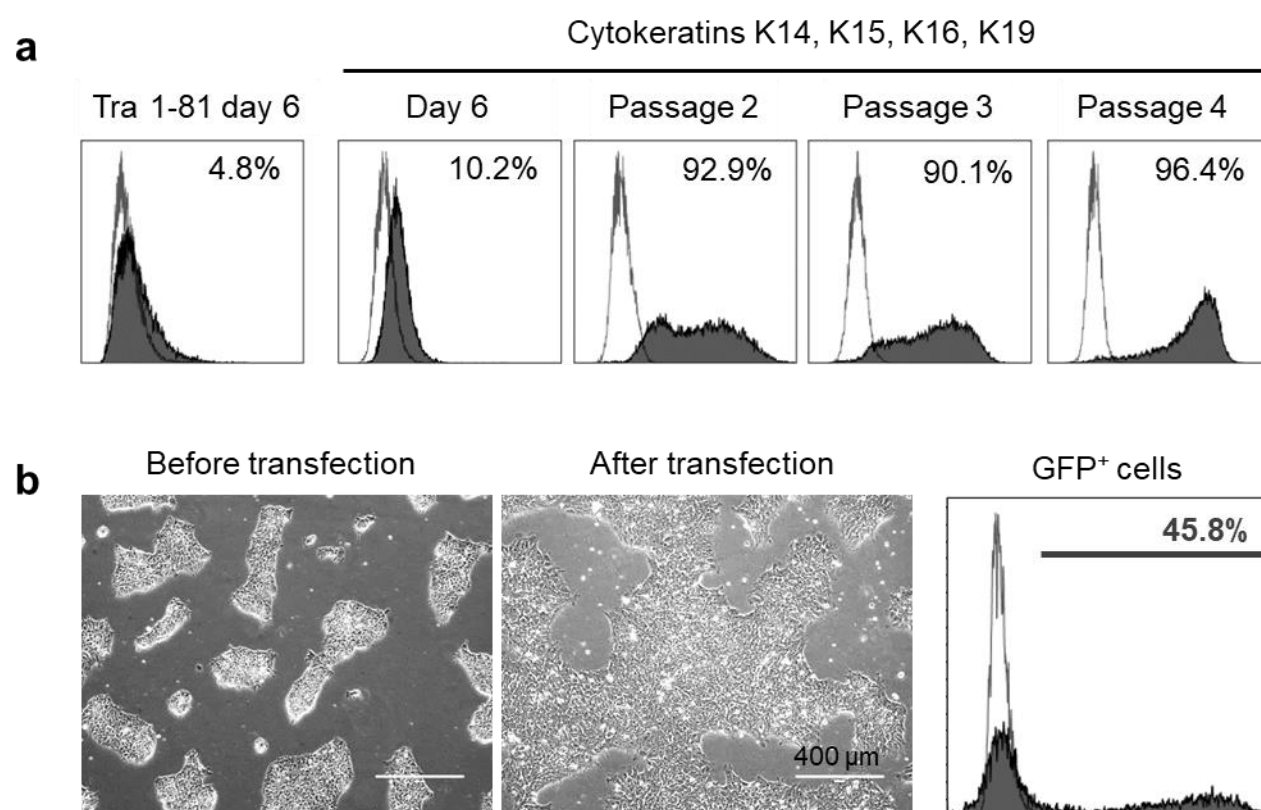 a
Cytokeratins K14, K15, K16, K19
Tra 1-81 day 6
Day 6
Passage 2
Passage 3
Passage 4
4.8%
10.2%
92.9%
90.1%
96.4%
b
Before transfection
After transfection
GFP⁺ cells
45.8%
400 µm